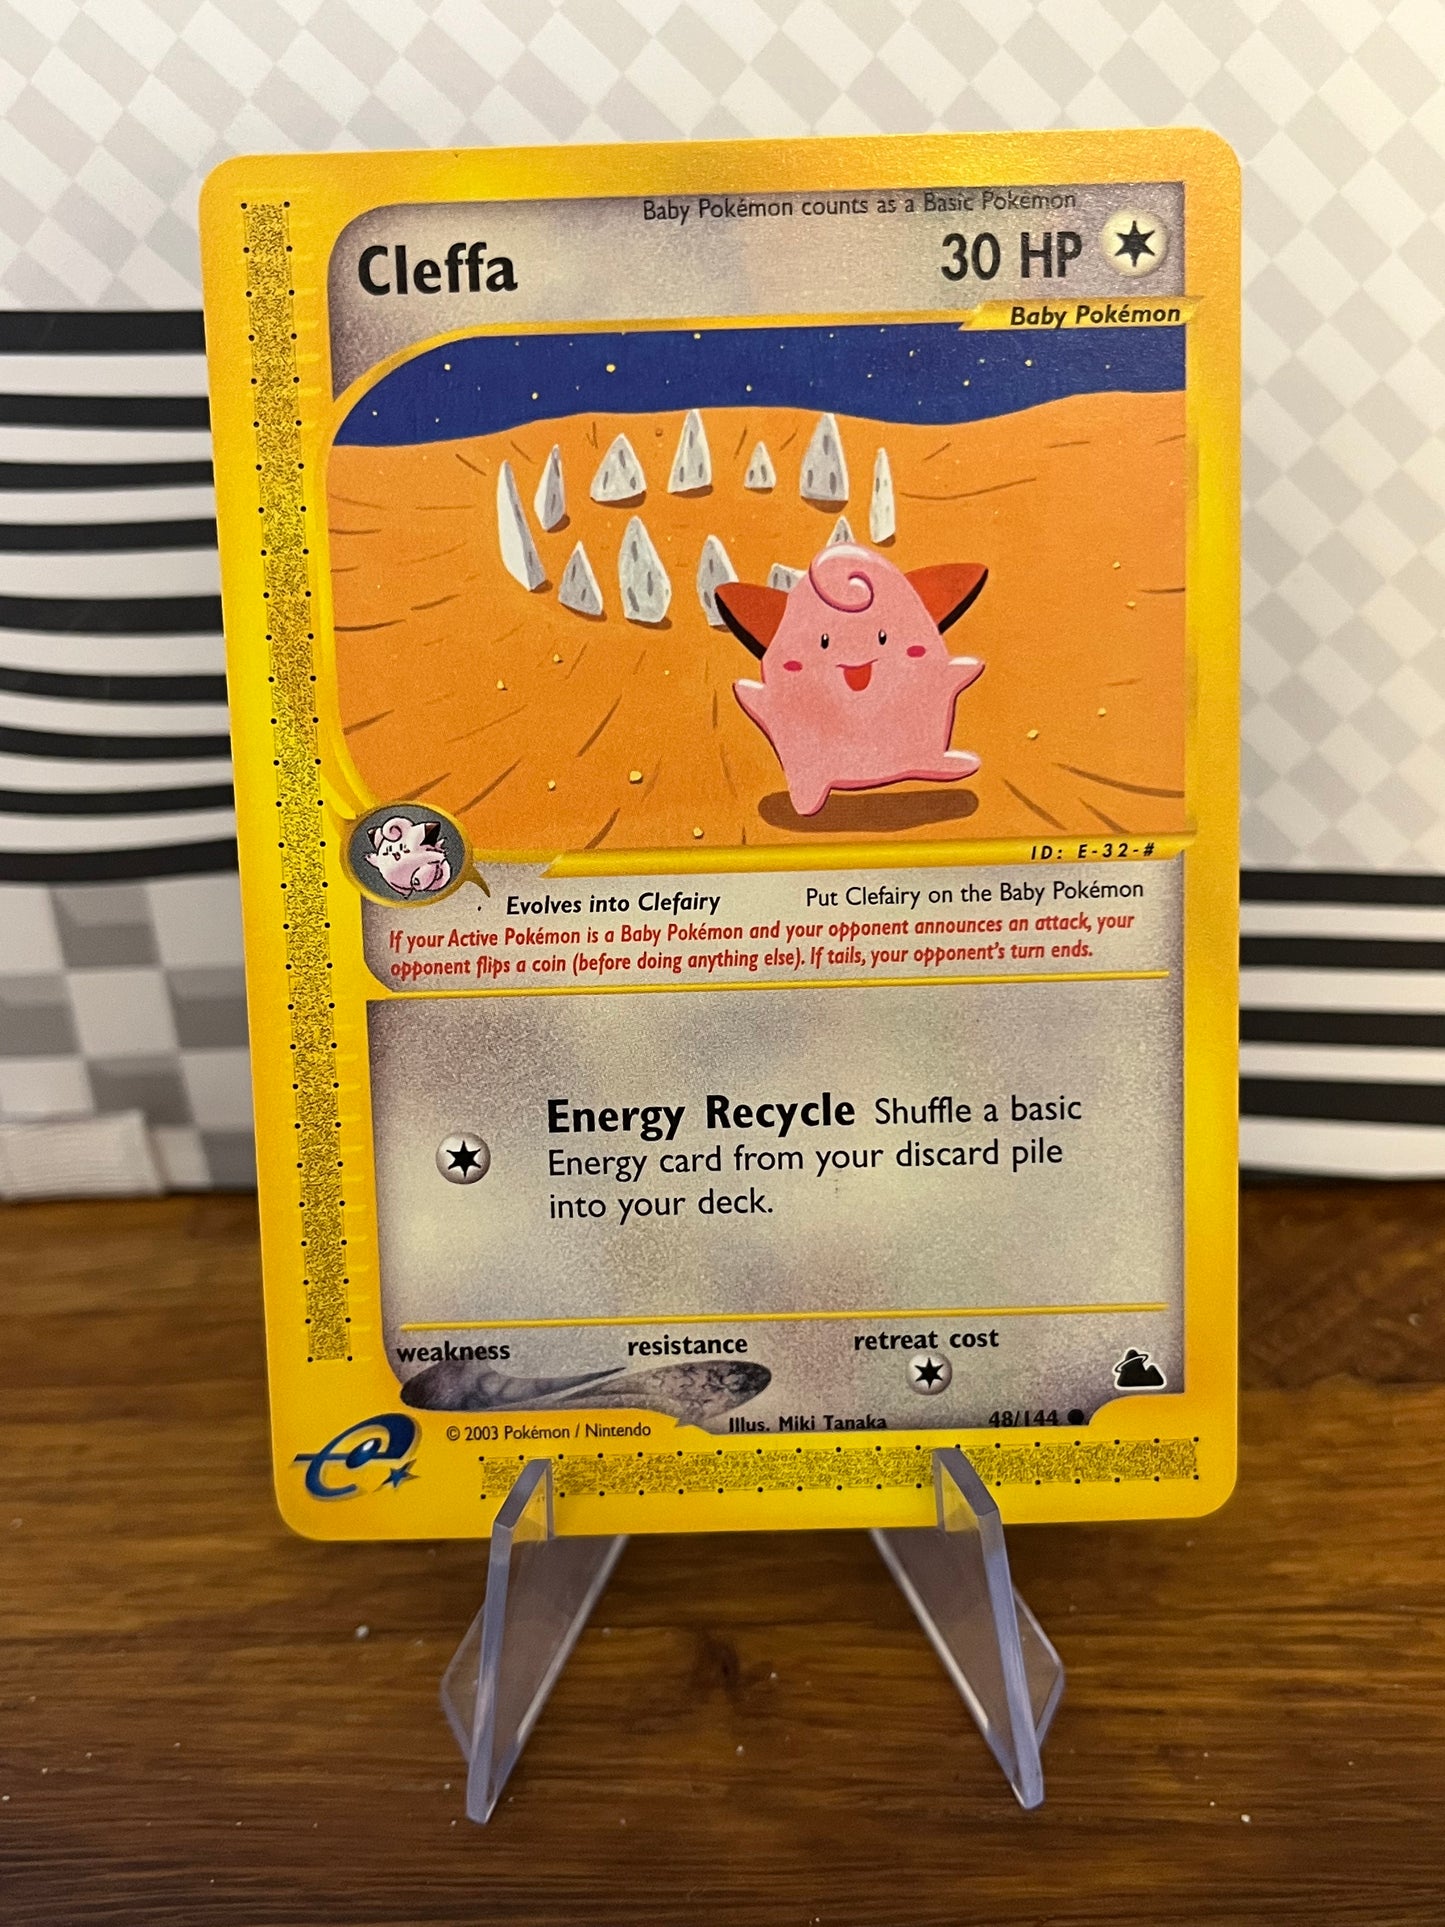 Baby Pokémon counts as a Basic Pokémon
Cleffa 30 HP
Baby Pokémon
ID: E-32-#
Evolves into Clefairy Put Clefairy on the Baby Pokémon
If your Active Pokémon is a Baby Pokémon and your opponent announces an attack, your
opponent flips a coin (before doing anything else). If tails, your opponent's turn ends.
Energy Recycle Shuffle a basic
Energy card from your discard pile
into your deck.
weakness resistance retreat cost
© 2003 Pokémon / Nintendo Illus. Miki Tanaka 48/144
e